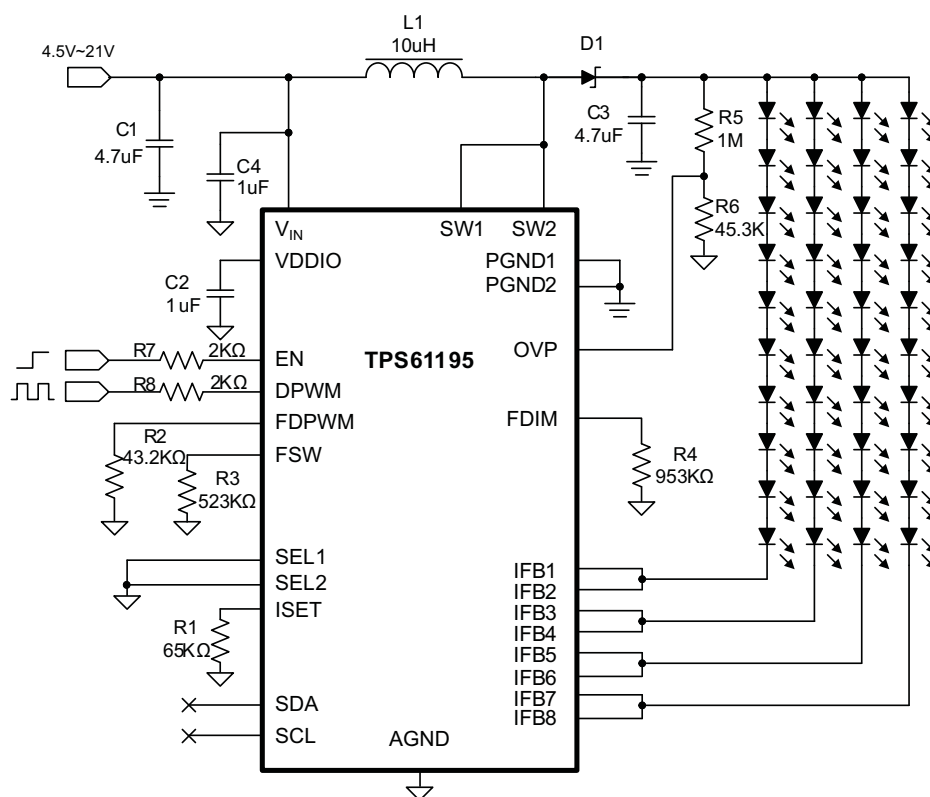 L1
10uH
4.5V~21V
D1
C1
4.7uF
C4
1uF
C3
4.7uF
R5
1M
R6
45.3K
VIN
SW1
SW2
VDDIO
PGND1
PGND2
C2
1uF
TPS61195
OVP
R7
2KΩ
EN
R8
2KΩ
DPWM
FDPWM
FDIM
R2
43.2KΩ
FSW
R3
523KΩ
R4
953KΩ
SEL1
SEL2
ISET
R1
65KΩ
IFB1
IFB2
IFB3
IFB4
IFB5
IFB6
IFB7
IFB8
SDA
SCL
AGND